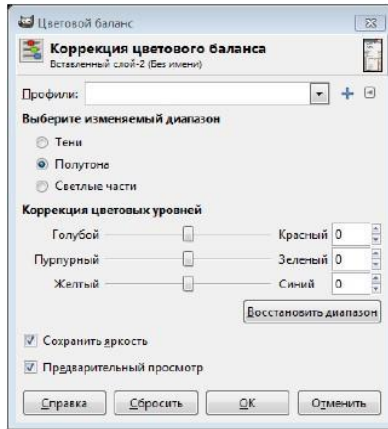 Цветовой баланс
Коррекция цветового баланса
Вставленный слой-2 (Без имени)
Профили:
Выберите изменяемый диапазон
Тени
Полутона
Светлые части
Коррекция цветовых уровней
Голубой Красный 0
Пурпурный Зеленый 0
Желтый Синий 0
Восстановить диапазон
Сохранить яркость
Предварительный просмотр
Справка Сбросить OK Отменить